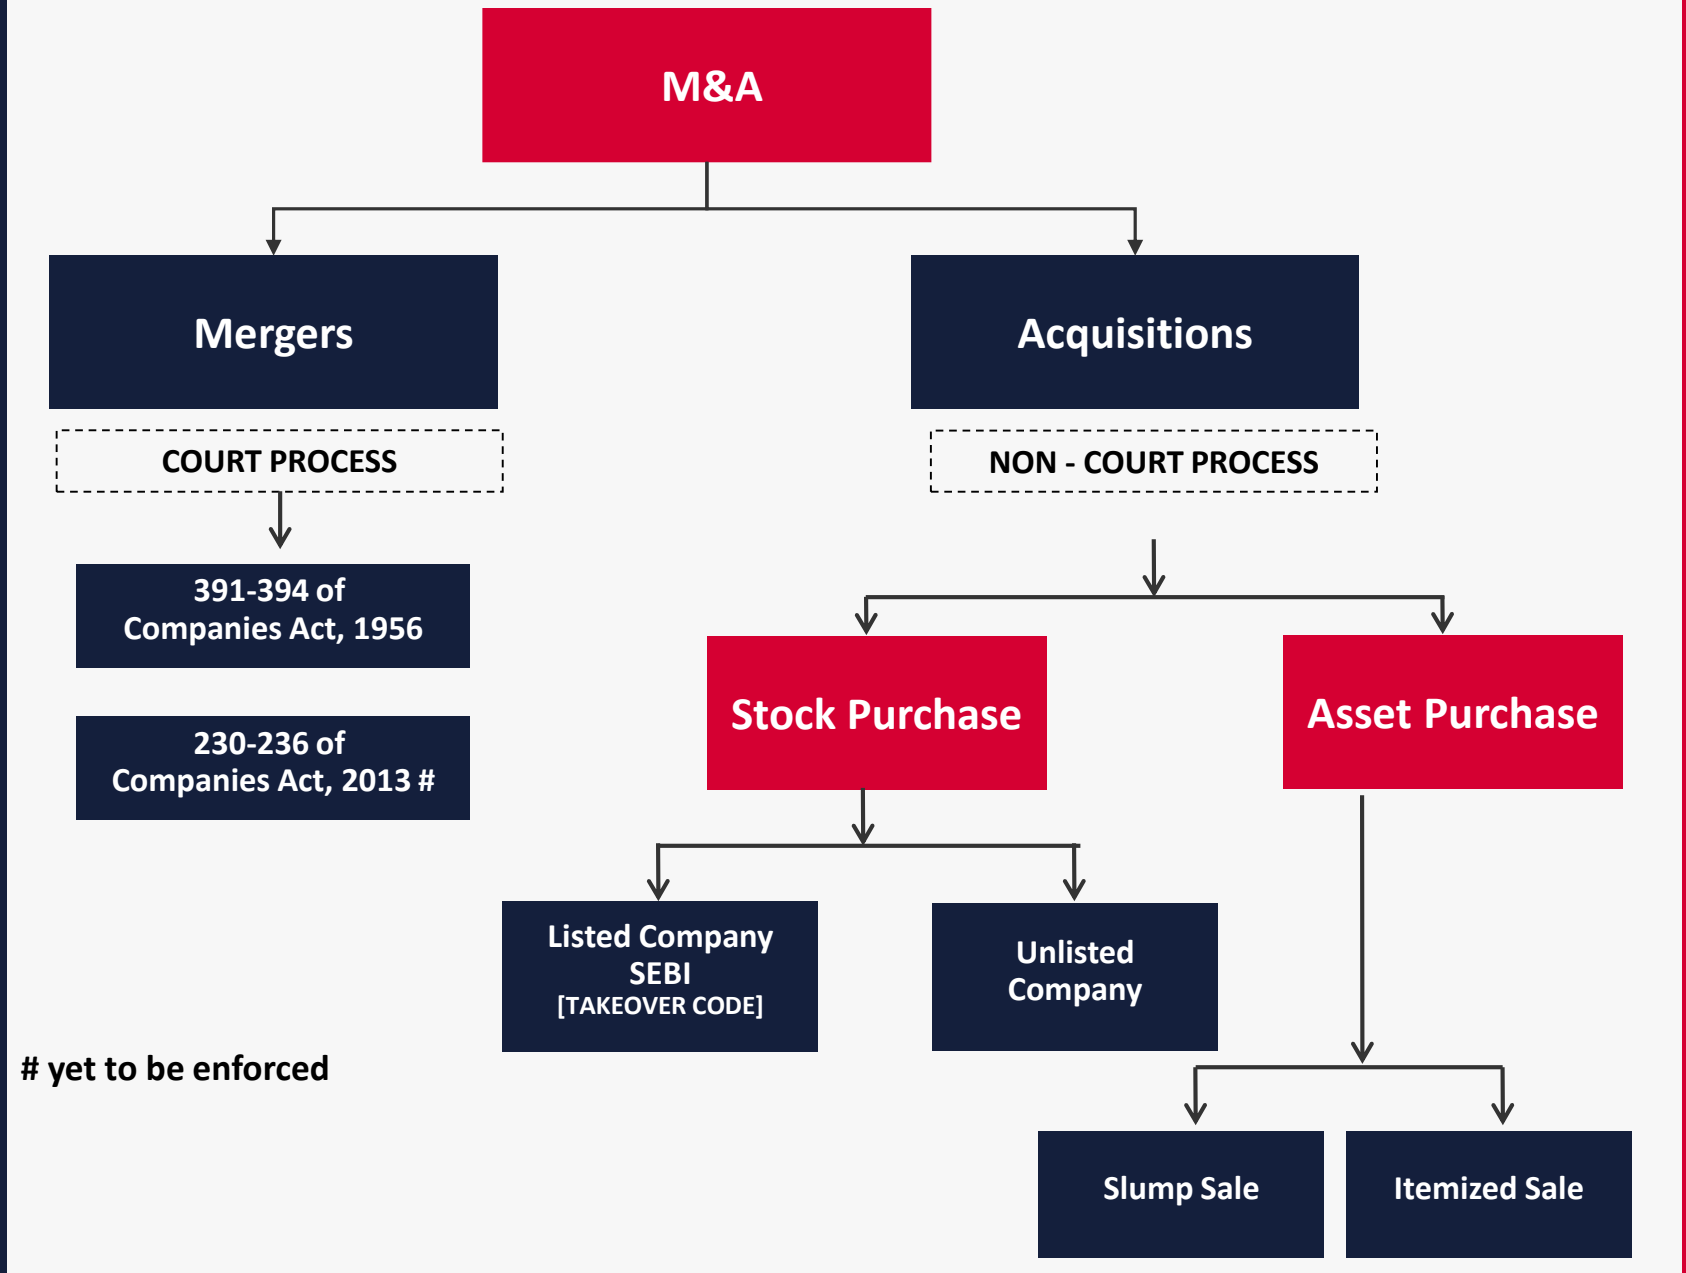 M&A
Mergers
Acquisitions
COURT PROCESS
NON - COURT PROCESS
391-394 of
Companies Act, 1956
230-236 of
Companies Act, 2013 #
Stock Purchase
Asset Purchase
Listed Company
SEBI
[TAKEOVER CODE]
Unlisted
Company
# yet to be enforced
Slump Sale
Itemized Sale